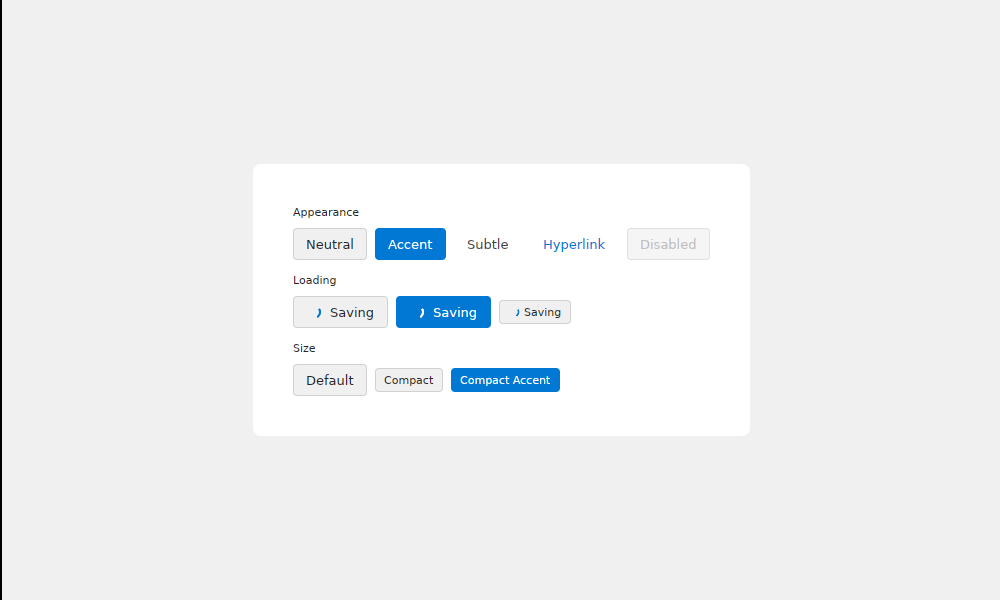 Appearance
Neutral Accent Subtle Hyperlink Disabled
Loading
Saving Saving Saving
Size
Default Compact Compact Accent